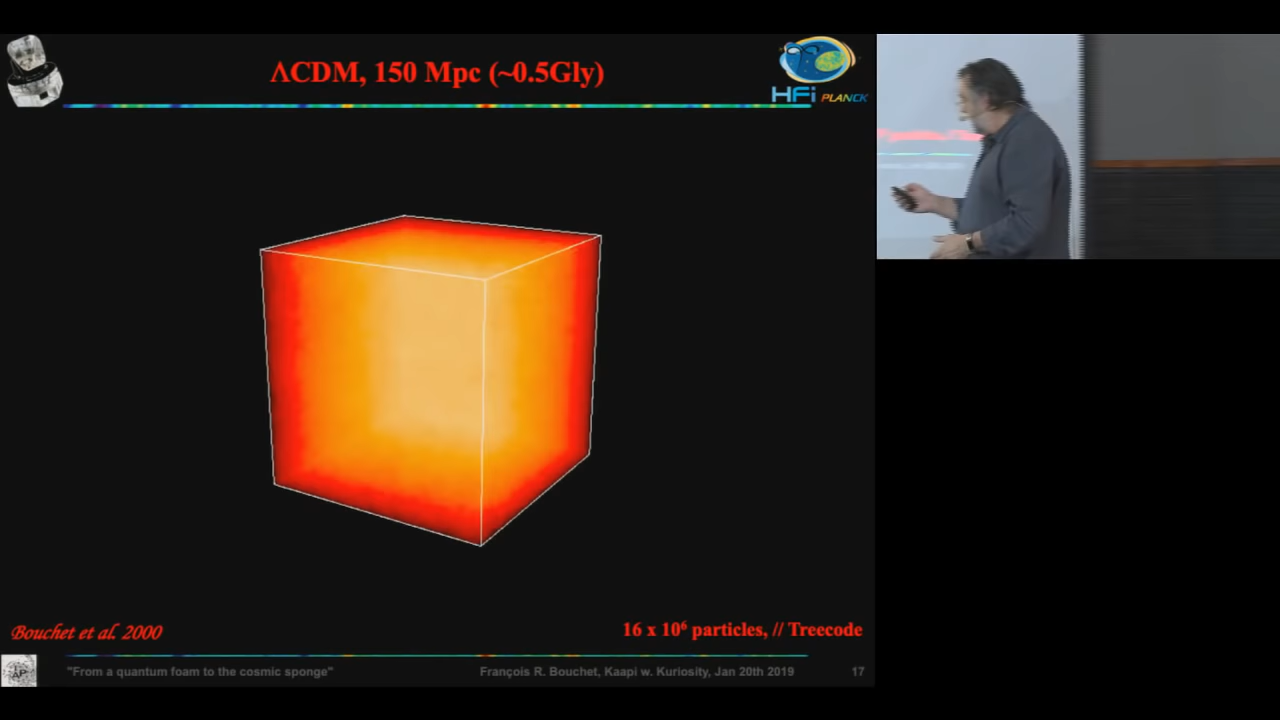 ΛCDM, 150 Mpc (~0.5Gly)
HFi PLANCK
Bouchet et al. 2000
16 x 10⁶ particles, // Treecode
"From a quantum foam to the cosmic sponge"
François R. Bouchet, Kaapi w. Kuriosity, Jan 20th 2019
17